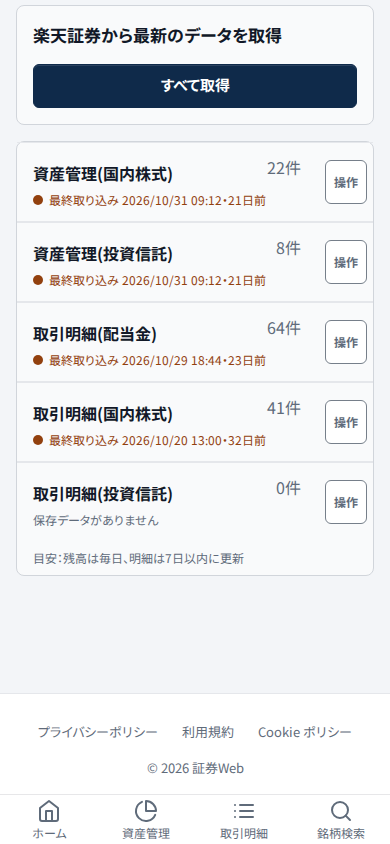 楽天証券から最新のデータを取得
すべて取得
資産管理(国内株式)
22件
操作
最終取り込み 2026/10/31 09:12・21日前
資産管理(投資信託)
8件
操作
最終取り込み 2026/10/31 09:12・21日前
取引明細(配当金)
64件
操作
最終取り込み 2026/10/29 18:44・23日前
取引明細(国内株式)
41件
操作
最終取り込み 2026/10/20 13:00・32日前
取引明細(投資信託)
0件
操作
保存データがありません
目安:残高は毎日、明細は7日以内に更新
プライバシーポリシー 利用規約 Cookie ポリシー
© 2026 証券Web
ホーム 資産管理 取引明細 銘柄検索